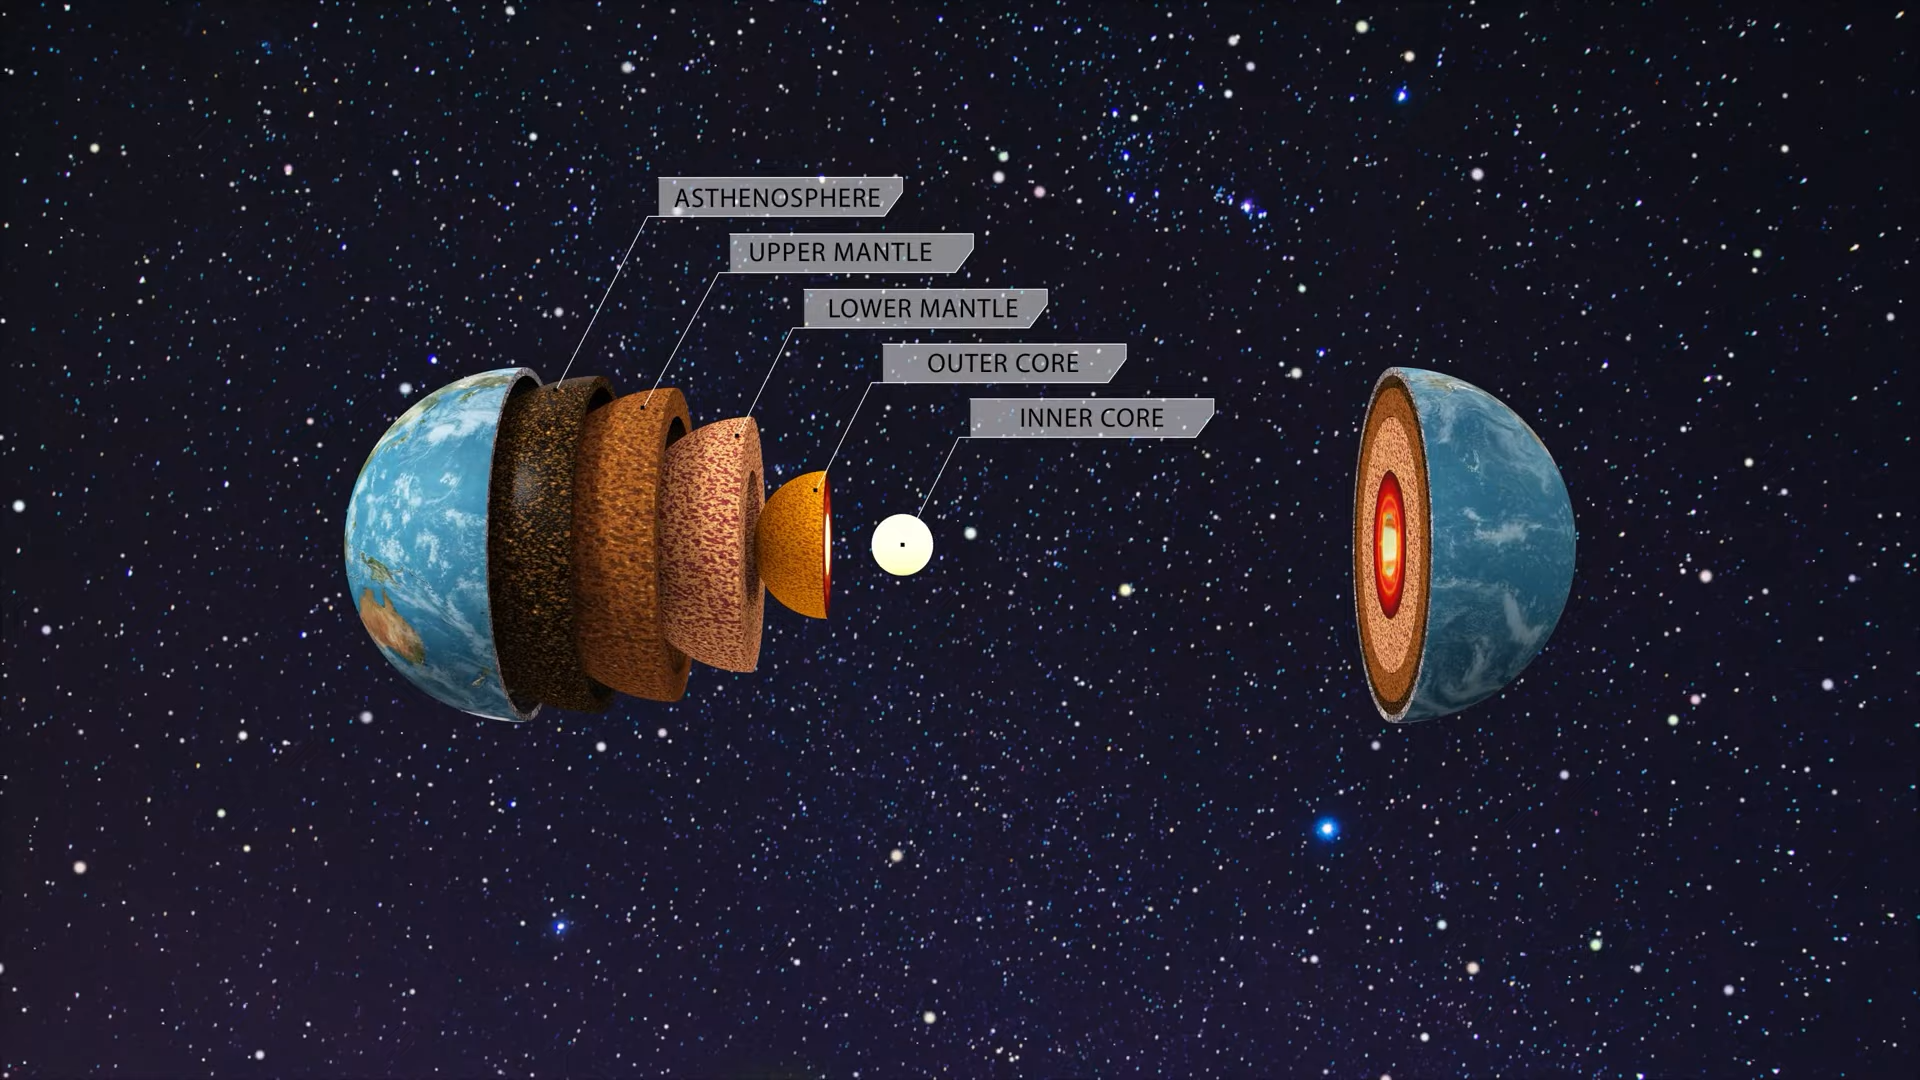 ASTHENOSPHERE
UPPER MANTLE
LOWER MANTLE
OUTER CORE
INNER CORE